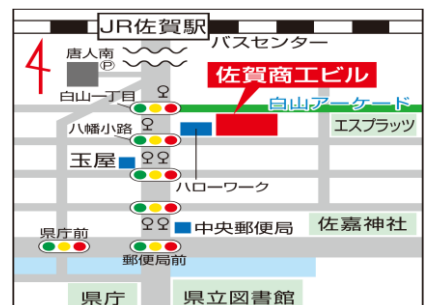 JR佐賀駅
バスセンター
唐人南
P
佐賀商工ビル
白山一丁目
白山アーケード
八幡小路
エスプラッツ
玉屋
ハローワーク
中央郵便局
佐嘉神社
県庁前
郵便局前
県庁
県立図書館